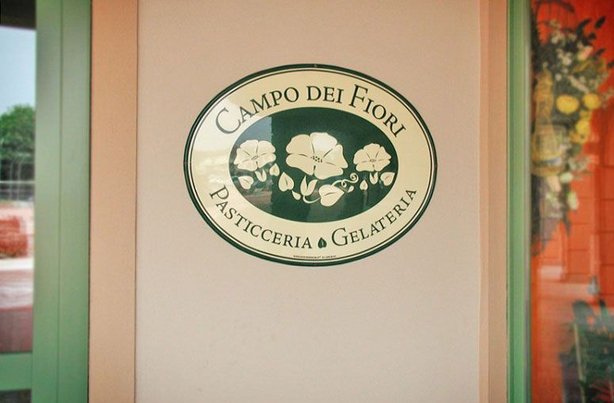 CAMPO DEI FIORI
PASTICCERIA GELATERIA